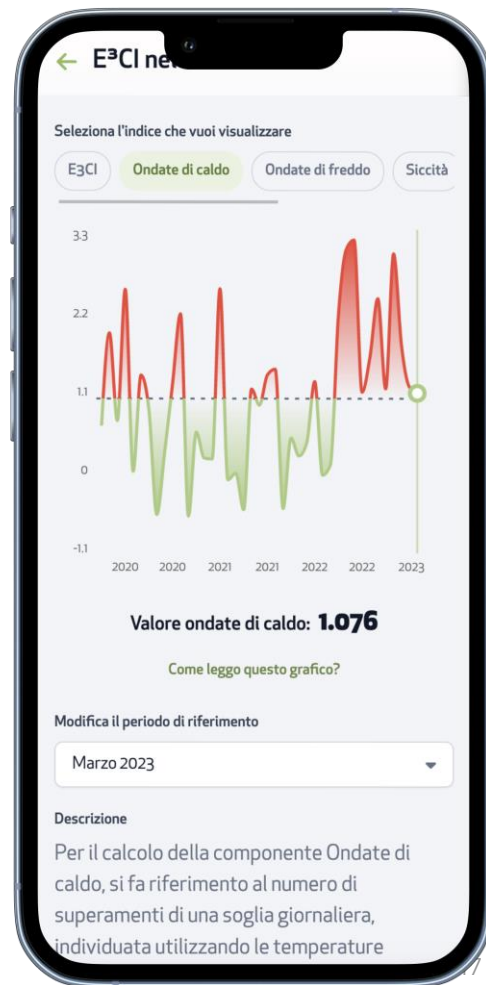 E³CI ne
Seleziona l'indice che vuoi visualizzare
E3CI Ondate di caldo Ondate di freddo Siccità
3.3
2.2
1.1
0
-1.1
2020 2020 2021 2021 2022 2022 2023
Valore ondate di caldo: 1.076
Come leggo questo grafico?
Modifica il periodo di riferimento
Marzo 2023
Descrizione
Per il calcolo della componente Ondate di
caldo, si fa riferimento al numero di
superamenti di una soglia giornaliera,
individuata utilizzando le temperature